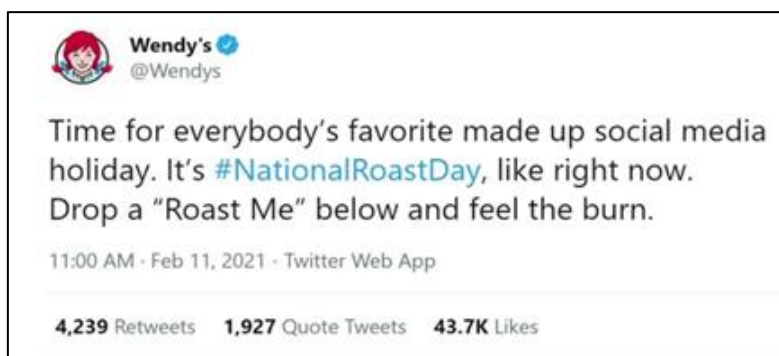 Wendy's
@Wendys
Time for everybody’s favorite made up social media
holiday. It’s #NationalRoastDay, like right now.
Drop a “Roast Me” below and feel the burn.
11:00 AM · Feb 11, 2021 · Twitter Web App
4,239 Retweets 1,927 Quote Tweets 43.7K Likes